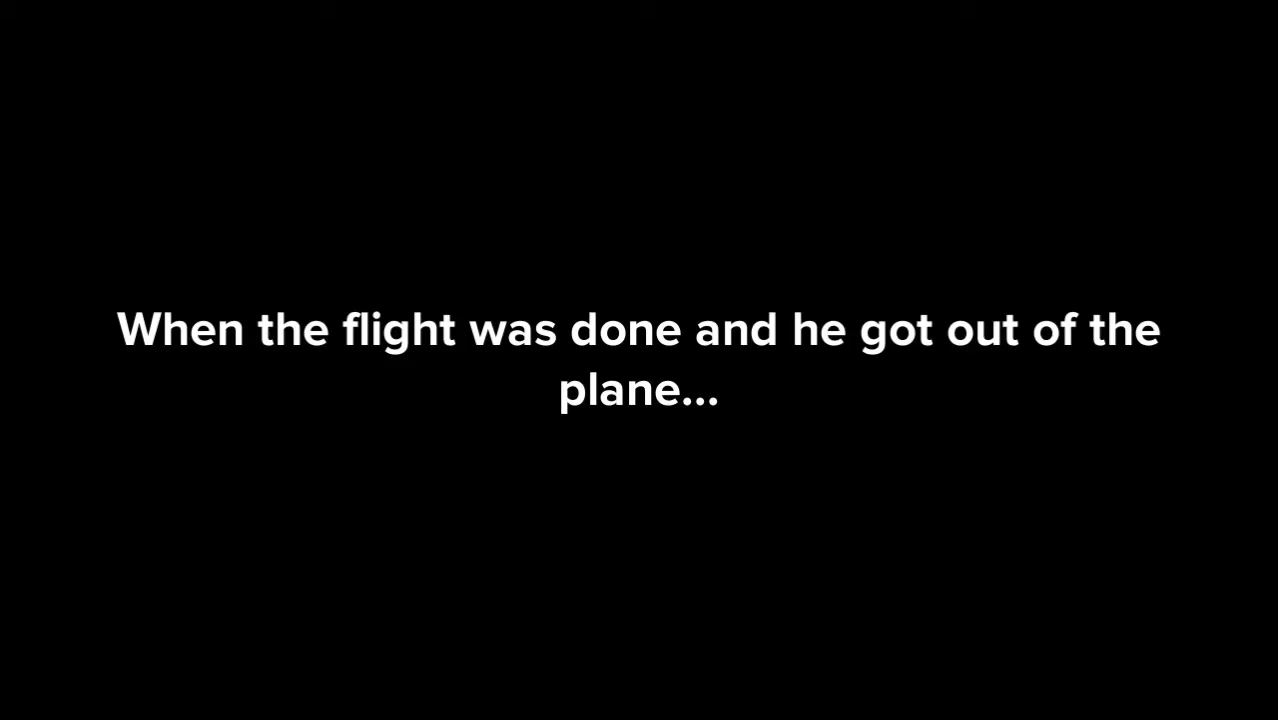 When the flight was done and he got out of the
plane...